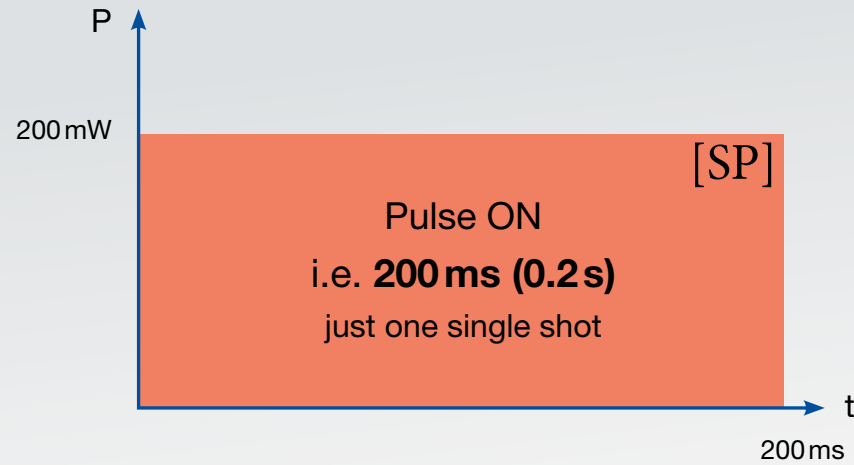 P
200 mW
[SP]
Pulse ON
i.e. 200 ms (0.2 s)
just one single shot
t
200 ms